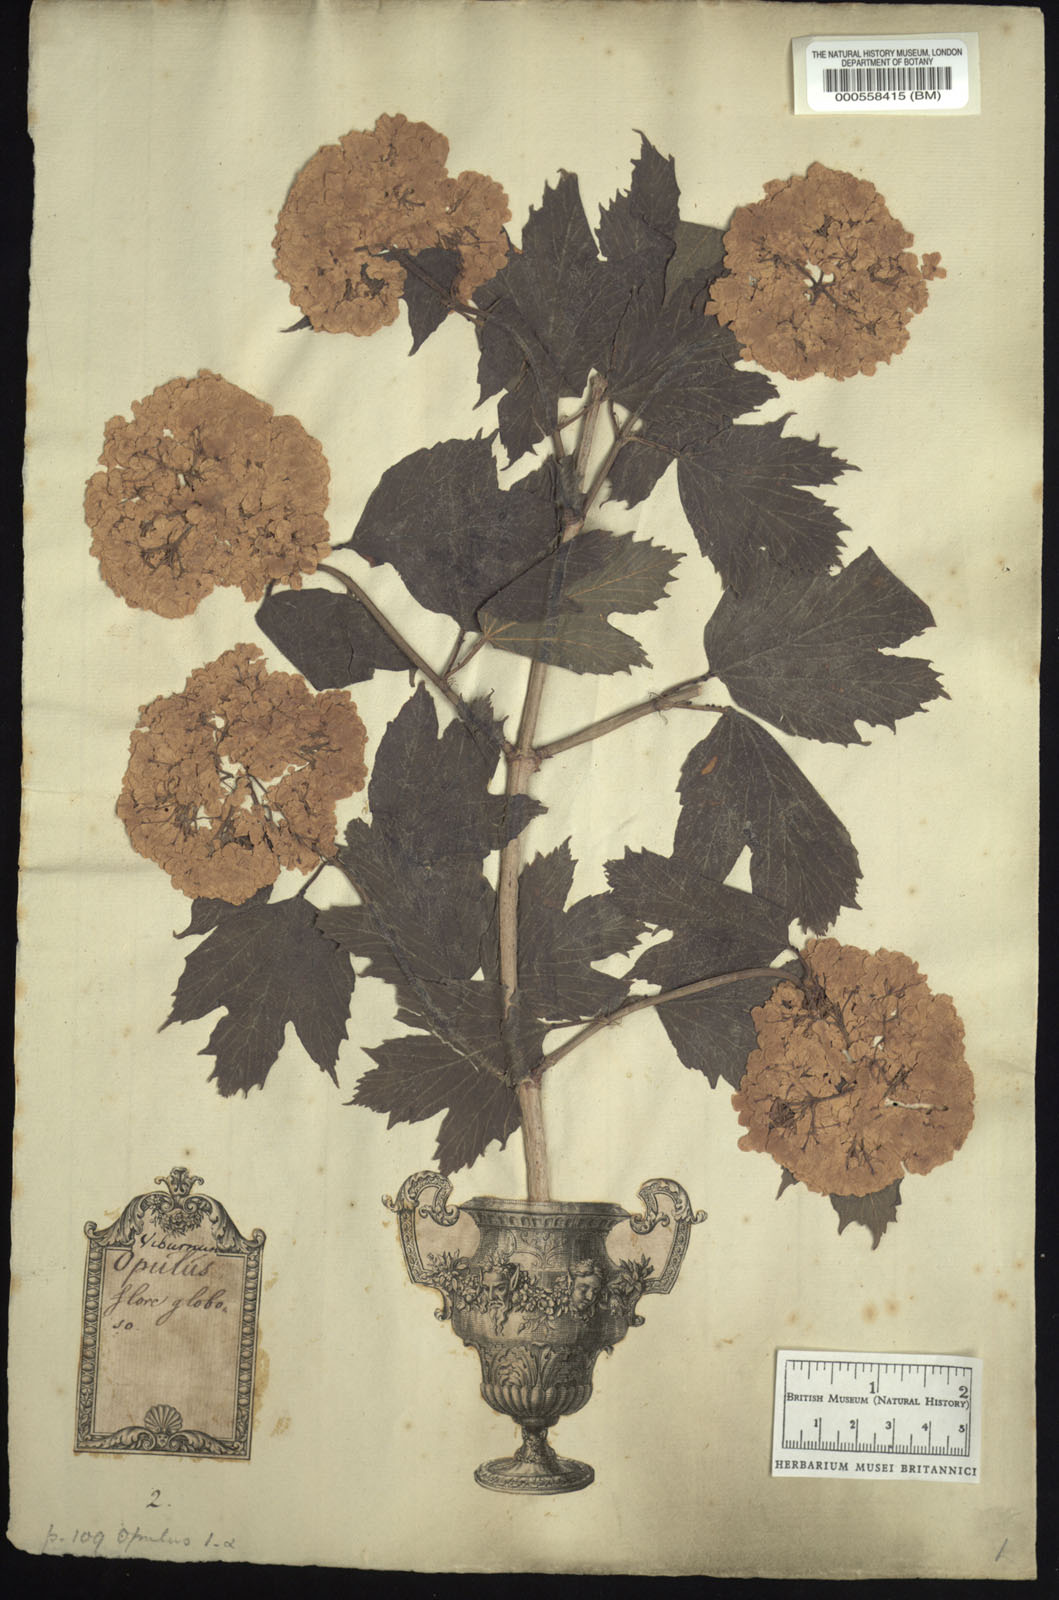 THE NATURAL HISTORY MUSEUM, LONDON
DEPARTMENT OF BOTANY
000558415 (BM)
Viburnum
Opulus
flore globo-
so.
2.
p. 109 Opulus 1-α
1 2
BRITISH MUSEUM (NATURAL HISTORY)
1 2 3 4 5
HERBARIUM MUSEI BRITANNICI
1